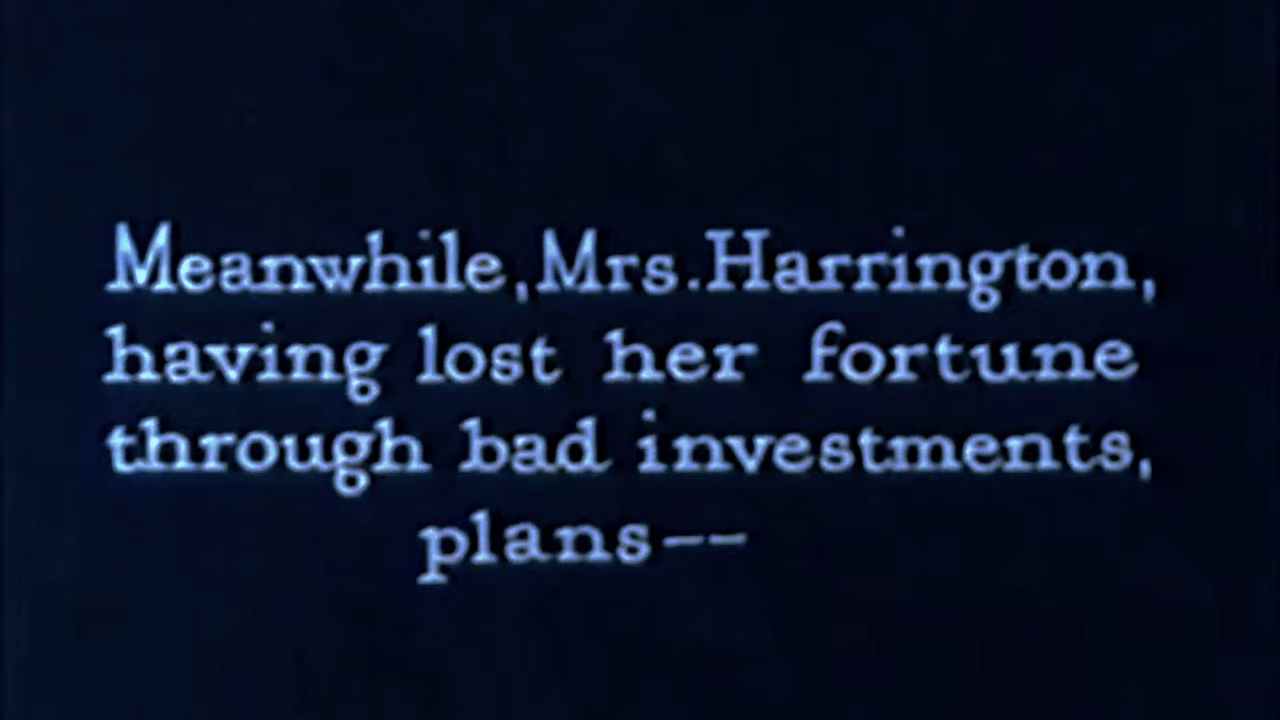 Meanwhile, Mrs. Harrington,
having lost her fortune
through bad investments,
plans--